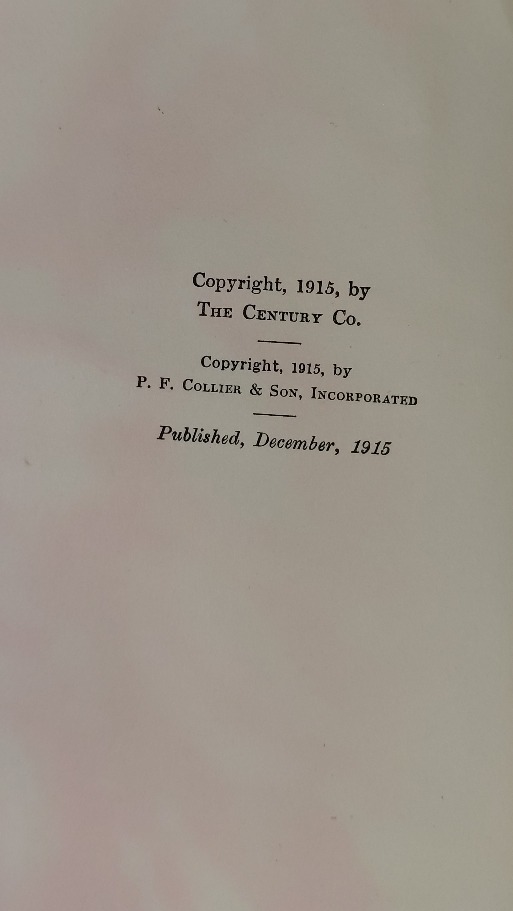 Copyright, 1915, by
THE CENTURY CO.
Copyright, 1915, by
P. F. COLLIER & SON, INCORPORATED
Published, December, 1915